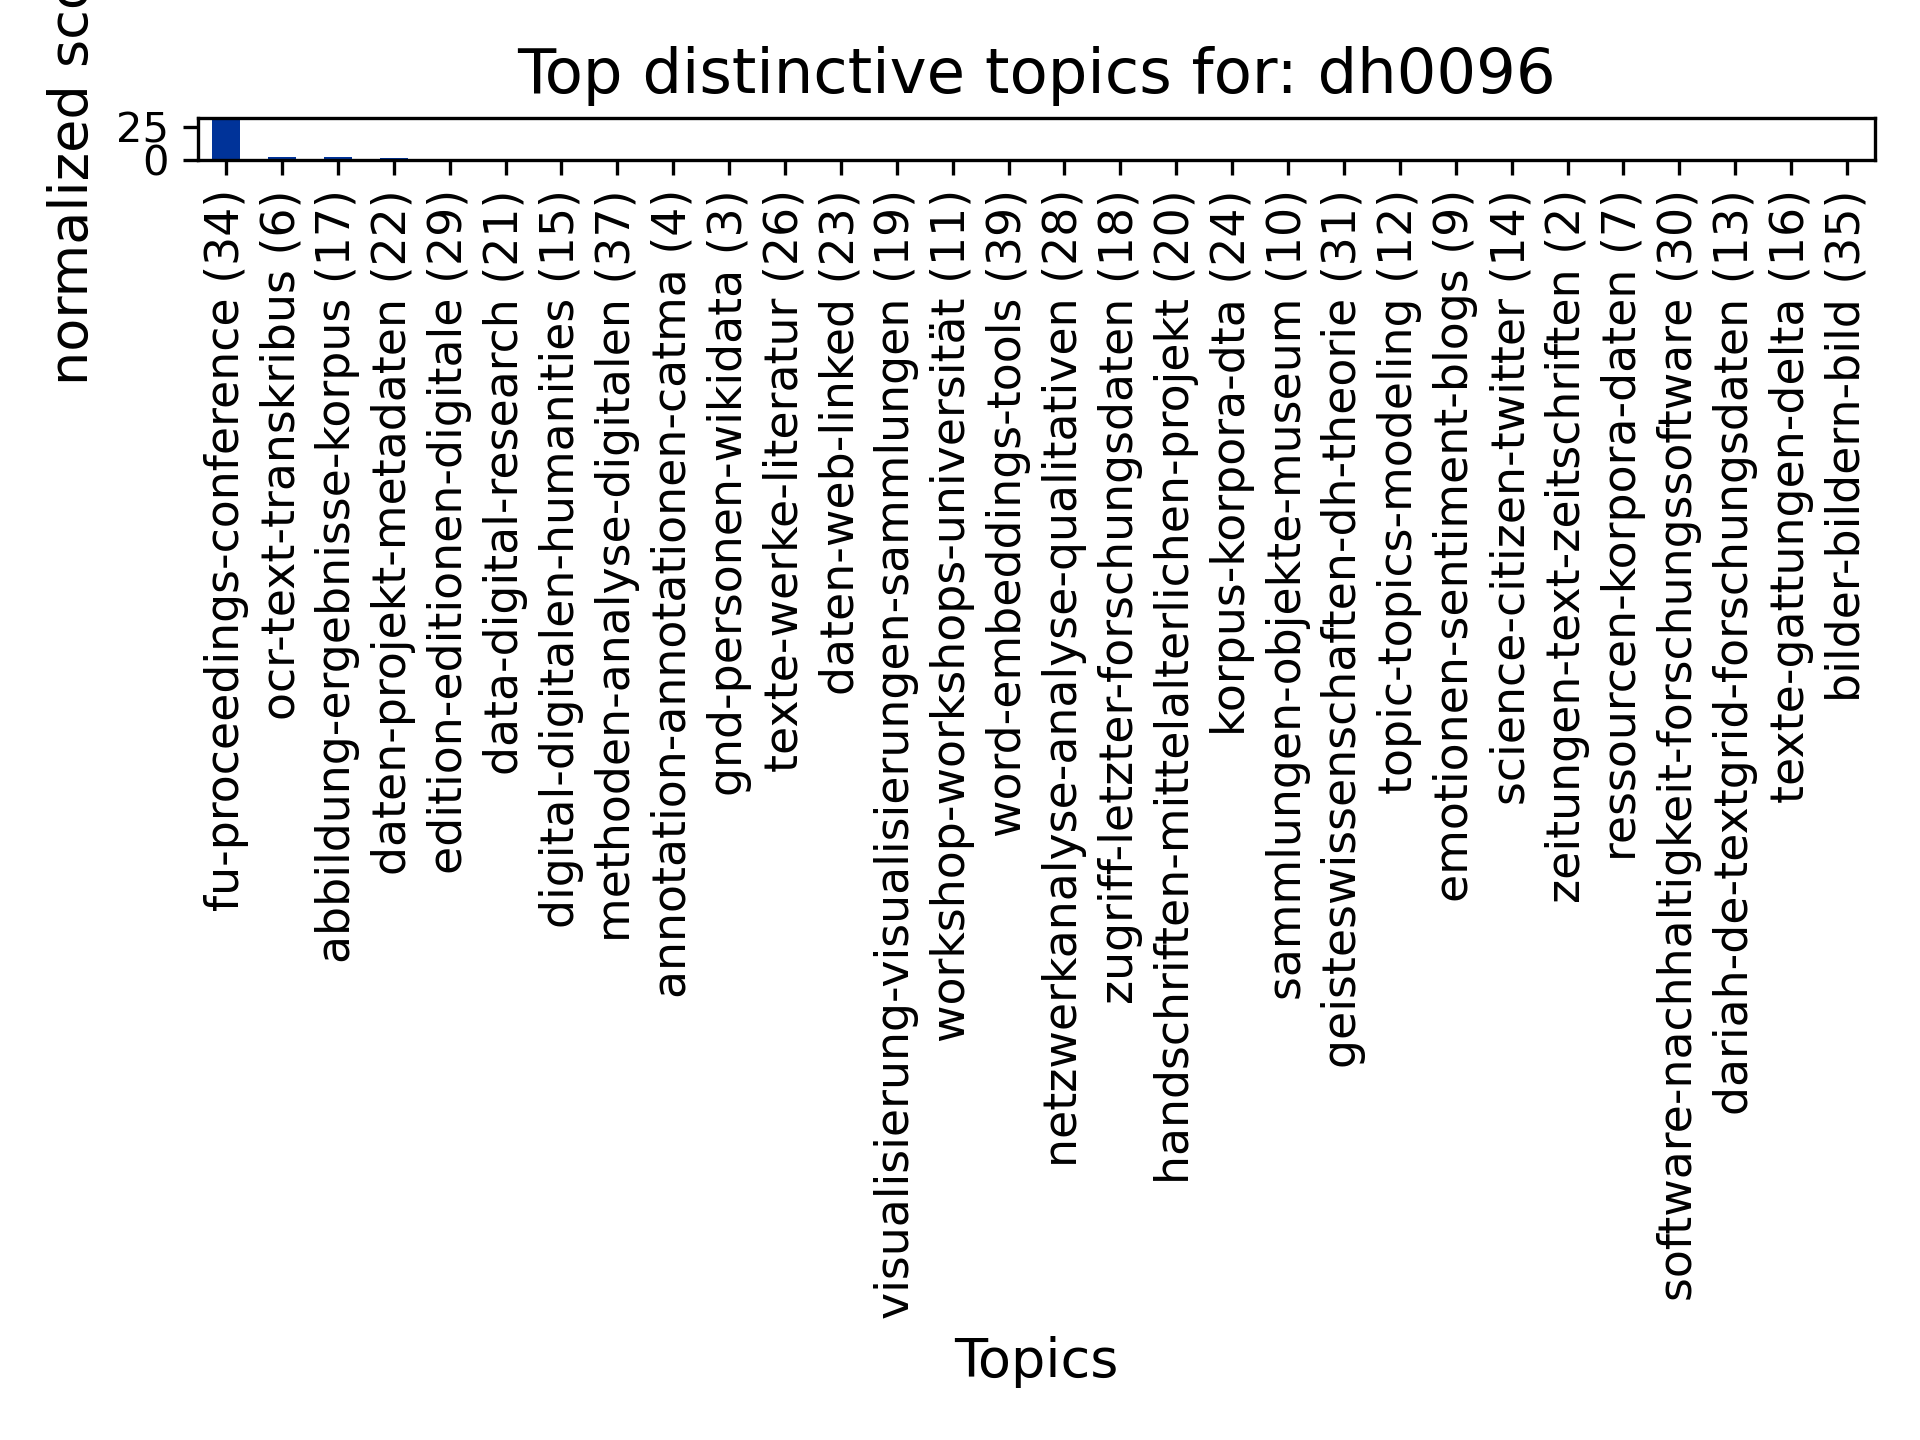 Top distinctive topics for: dh0096
normalized
25
0
fu-proceedings-conference (34)
ocr-text-transkribus (6)
abbildung-ergebnisse-korpus (17)
daten-projekt-metadaten (22)
edition-editionen-digitale (29)
data-digital-research (21)
digital-digitalen-humanities (15)
methoden-analyse-digitalen (37)
annotation-annotationen-catma (4)
gnd-personen-wikidata (3)
texte-werke-literatur (26)
daten-web-linked (23)
visualisierung-visualisierungen-sammlungen (19)
workshop-workshops-universität (11)
word-embeddings-tools (39)
netzwerkanalyse-analyse-qualitativen (28)
zugriff-letzter-forschungsdaten (18)
handschriften-mittelalterlichen-projekt (20)
korpus-korpora-dta (24)
sammlungen-objekte-museum (10)
geisteswissenschaften-dh-theorie (31)
topic-topics-modeling (12)
emotionen-sentiment-blogs (9)
science-citizen-twitter (14)
zeitungen-text-zeitschriften (2)
ressourcen-korpora-daten (7)
software-nachhaltigkeit-forschungssoftware (30)
dariah-de-textgrid-forschungsdaten (13)
texte-gattungen-delta (16)
bilder-bildern-bild (35)
Topics